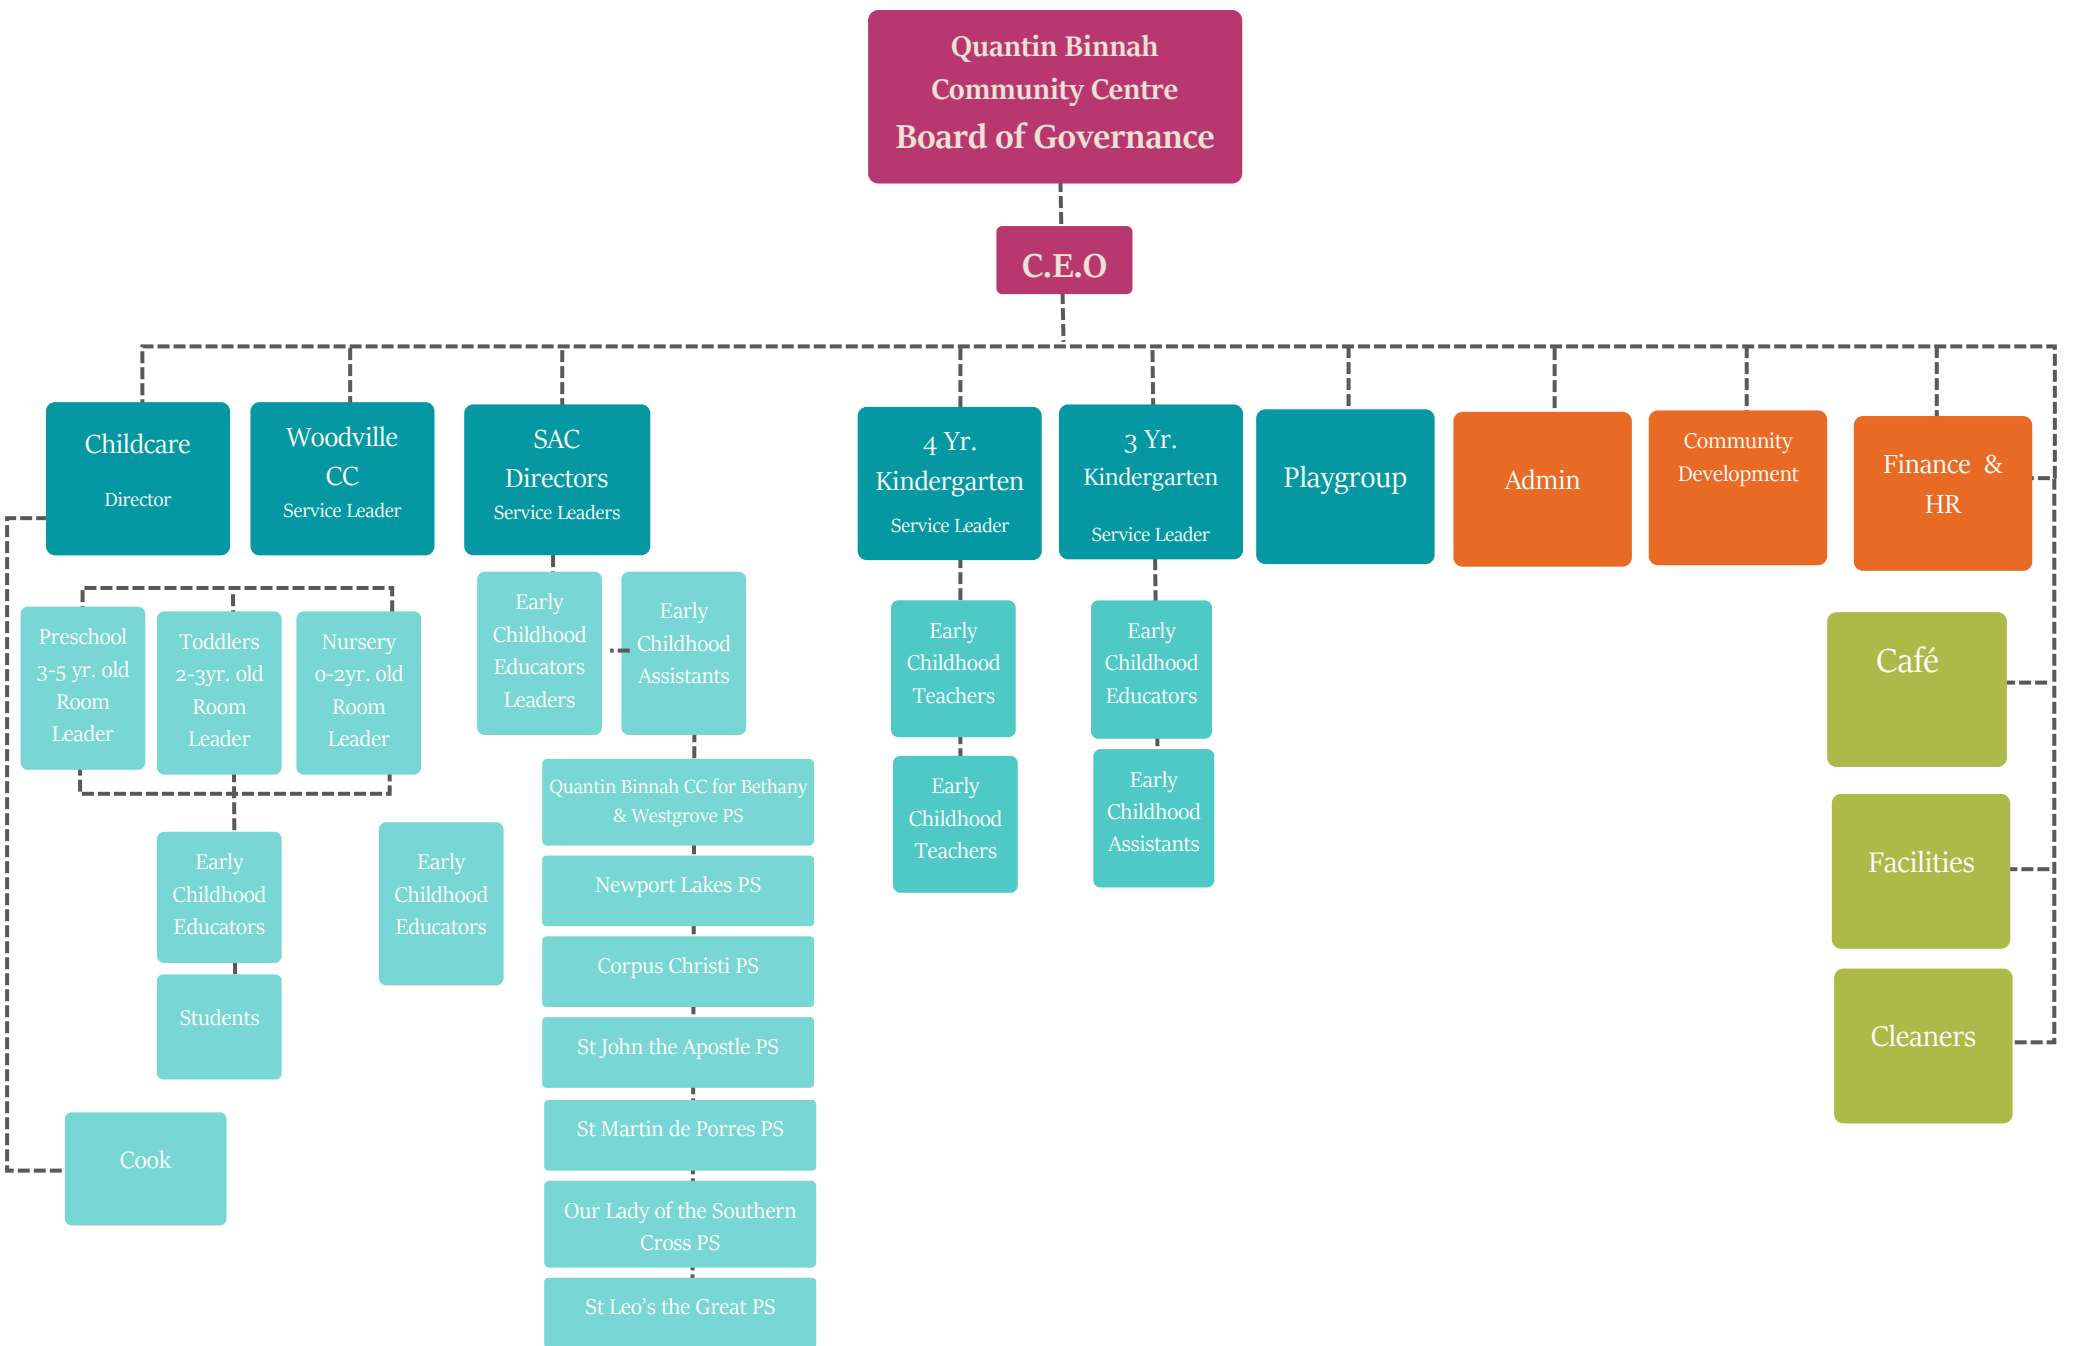 Quantin Binnah
Community Centre
Board of Governance
C.E.O
Childcare
Director
Woodville
CC
Service Leader
SAC
Directors
Service Leaders
4 Yr.
Kindergarten
Service Leader
3 Yr.
Kindergarten
Service Leader
Playgroup
Admin
Community
Development
Finance &
HR
Preschool
3-5 yr. old
Room
Leader
Toddlers
2-3yr. old
Room
Leader
Nursery
0-2yr. old
Room
Leader
Early
Childhood
Educators
Leaders
Early
Childhood
Assistants
Early
Childhood
Teachers
Early
Childhood
Educators
Café
Early
Childhood
Educators
Students
Early
Childhood
Educators
Quantin Binnah CC for Bethany
& Westgrove PS
Newport Lakes PS
Corpus Christi PS
St John the Apostle PS
St Martin de Porres PS
Our Lady of the Southern
Cross PS
St Leo's the Great PS
Early
Childhood
Teachers
Early
Childhood
Assistants
Facilities
Cleaners
Cook